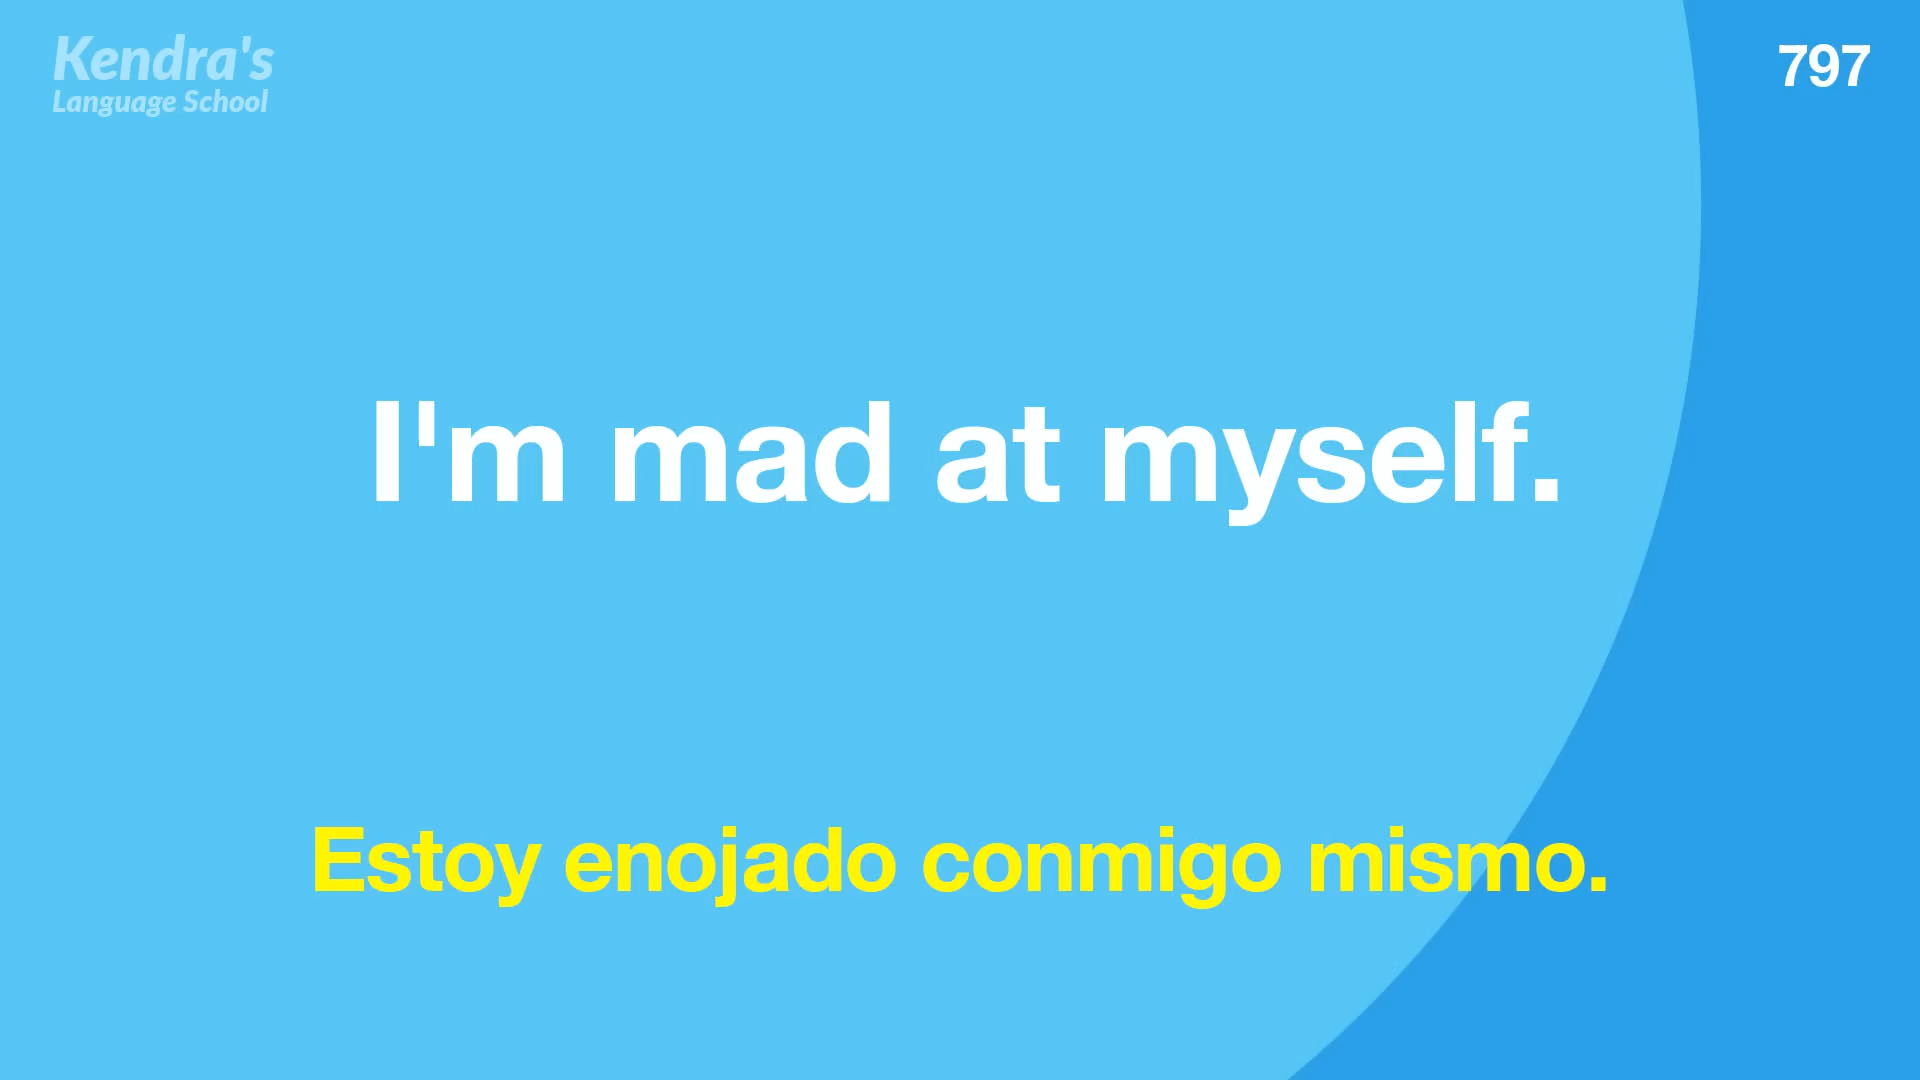 Kendra's
Language School
797
I'm mad at myself.
Estoy enojado conmigo mismo.